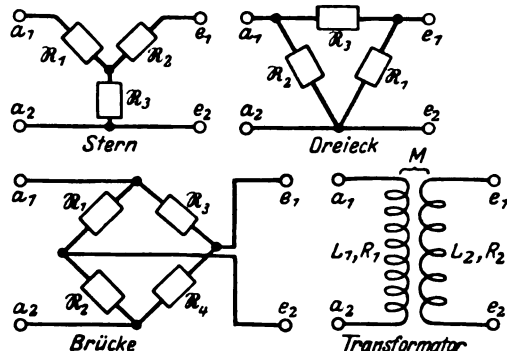 a₁ ℜ₁ ℜ₂ e₁
ℜ₃
a₂ e₂
Stern
a₁ ℜ₃ e₁
ℜ₂ ℜ₁
a₂ e₂
Dreieck
a₁ ℜ₁ ℜ₃ e₁
a₂ ℜ₂ ℜ₄ e₂
Brücke
M
a₁ e₁
L₁,R₁ L₂,R₂
a₂ e₂
Transformator